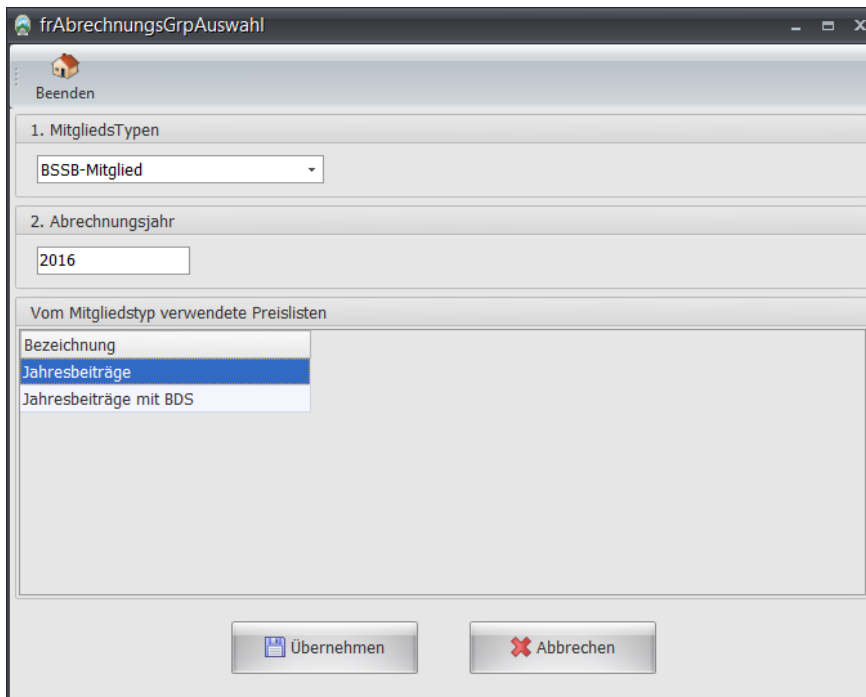 frAbrechnungsGrpAuswahl
Beenden
1. MitgliedsTypen
BSSB-Mitglied
2. Abrechnungsjahr
2016
Vom Mitgliedstyp verwendete Preislisten
Bezeichnung
Jahresbeiträge
Jahresbeiträge mit BDS
Übernehmen
Abbrechen